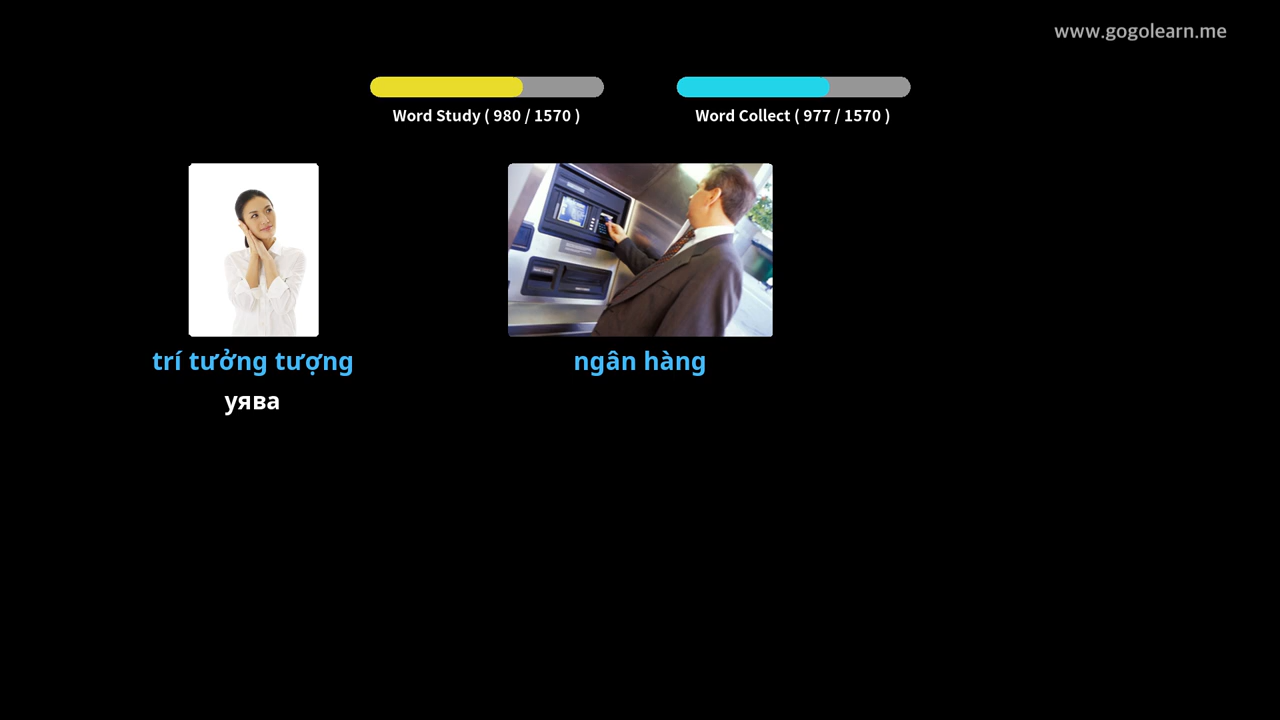 www.gogolearn.me
Word Study ( 980 / 1570 )
Word Collect ( 977 / 1570 )
trí tưởng tượng
уява
ngân hàng